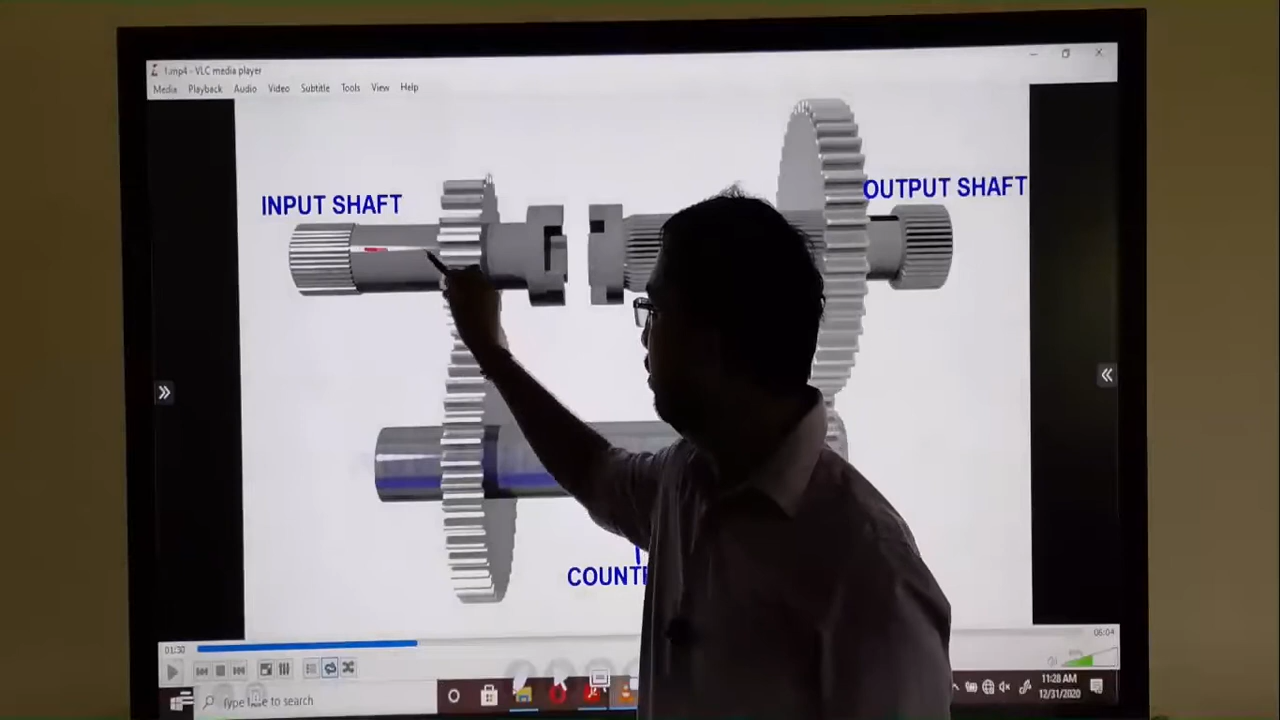 1.mp4 - VLC media player
Media Playback Audio Video Subtitle Tools View Help
INPUT SHAFT
OUTPUT SHAFT
COUNT
01:30
06:04
Type here to search
11:28 AM
12/31/2020